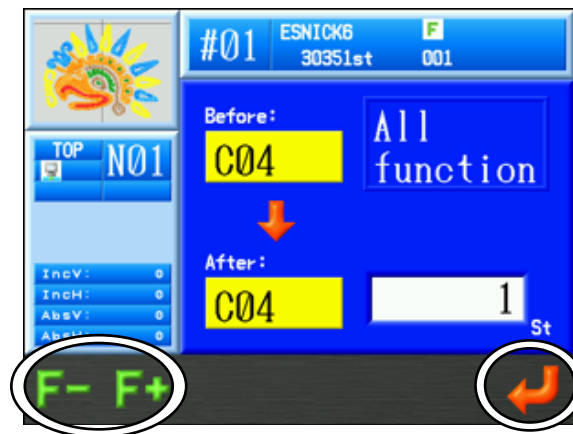 #01 ESNICK6 F
30351st 001
Before:
C04
All
function
TOP N01
After:
C04
1
St
IncV: 0
IncH: 0
AbsV: 0
AbsH: 0
F- F+